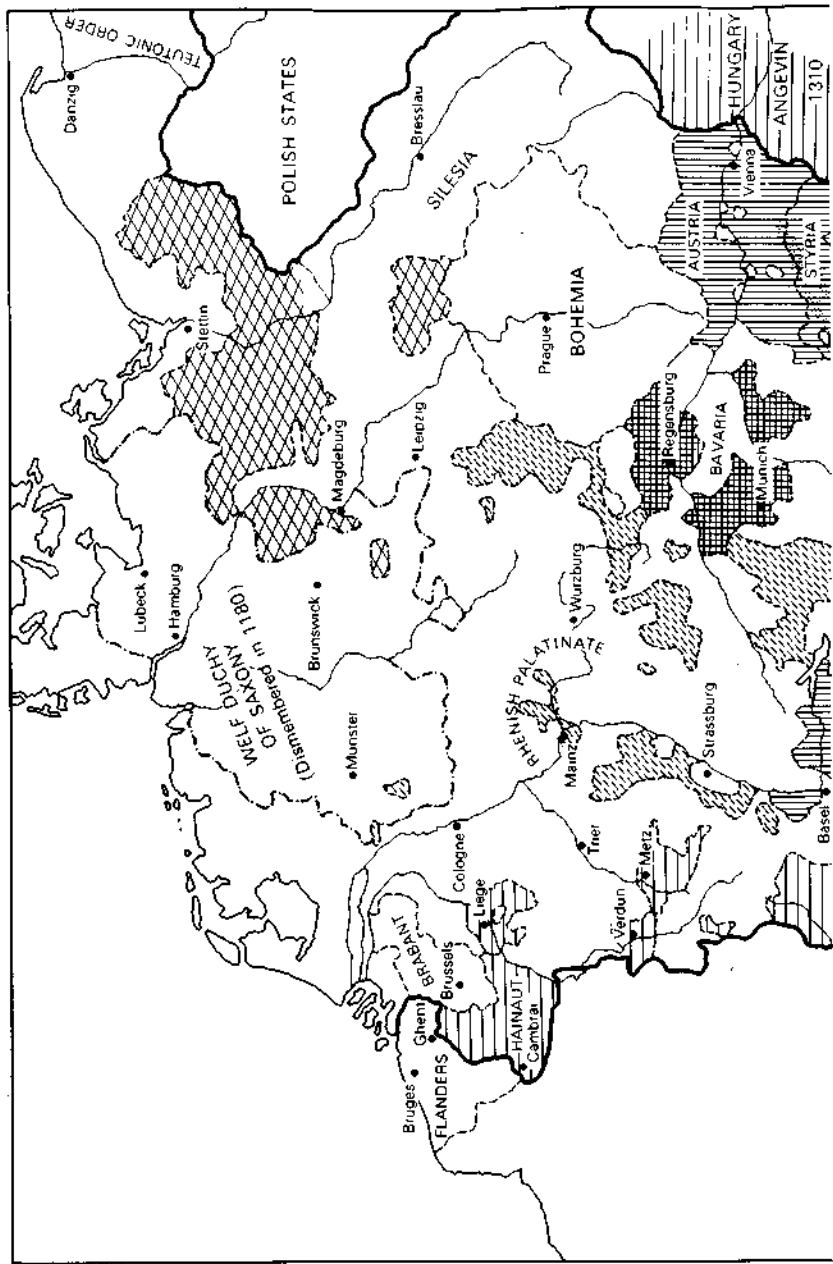 TEUTONIC ORDER
Danzig
POLISH STATES
Stettin
Lubeck
Hamburg
WELF DUCHY
OF SAXONY
(Dismembered in 1180)
Brunswick
Magdeburg
Munster
Leipzig
Breslau
SILESIA
Bruges
Ghent
FLANDERS
BRABANT
Brussels
Cologne
Liege
HAINAUT
Cambrai
RHENISH PALATINATE
Mainz
Wurzburg
Prague
BOHEMIA
Trier
Verdun
Metz
Strassburg
Regensburg
BAVARIA
Munich
AUSTRIA
Vienna
HUNGARY
ANGEVIN
1310
STYRIA
Basel